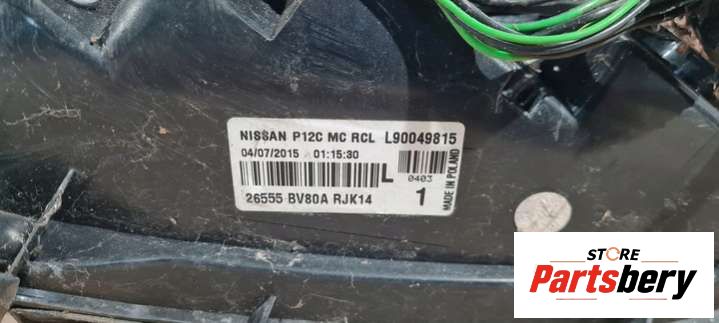 NISSAN P12C MC RCL L90049815
04/07/2015 01:15:30
L
0403
26555 BV80A RJK14
1
MADE IN POLAND
STORE
Partsbery